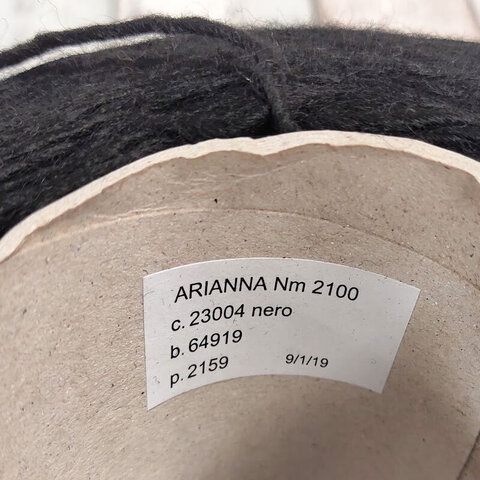 ARIANNA Nm 2100
c. 23004 nero
b. 64919
p. 2159 9/1/19